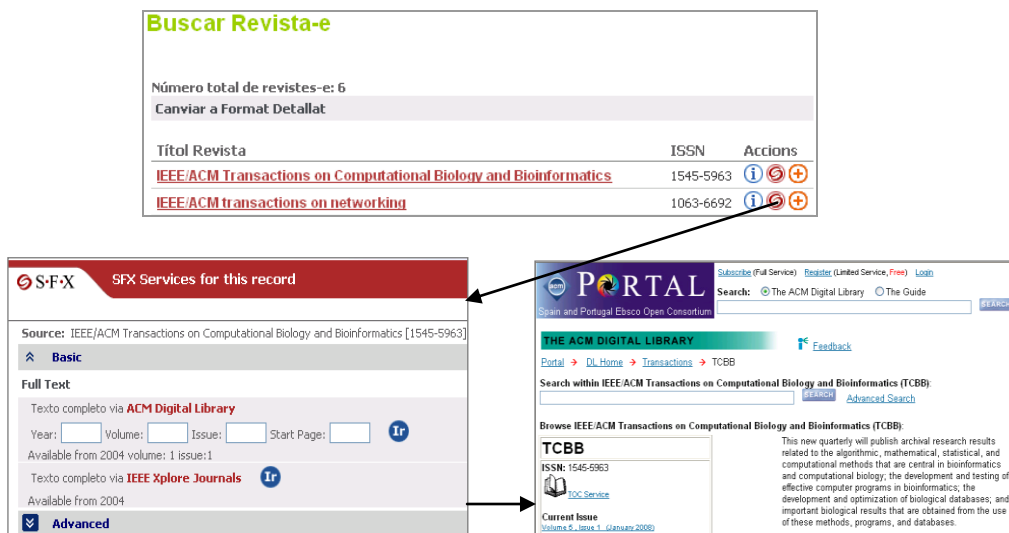 Buscar Revista-e
Número total de revistes-e: 6
Canviar a Format Detallat
Títol Revista ISSN Accions
IEEE/ACM Transactions on Computational Biology and Bioinformatics 1545-5963
IEEE/ACM transactions on networking 1063-6692
S·F·X SFX Services for this record
Source: IEEE/ACM Transactions on Computational Biology and Bioinformatics [1545-5963]
Basic
Full Text
Texto completo via ACM Digital Library
Year: Volume: Issue: Start Page: Ir
Available from 2004 volume: 1 issue:1
Texto completo via IEEE Xplore Journals Ir
Available from 2004
Advanced
acm PORTAL
Spain and Portugal Ebsco Open Consortium
Subscribe (Full Service) Register (Limited Service, Free) Login
Search: The ACM Digital Library The Guide
SEARCH
THE ACM DIGITAL LIBRARY
Feedback
Portal DL Home Transactions TCBB
Search within IEEE/ACM Transactions on Computational Biology and Bioinformatics (TCBB):
SEARCH Advanced Search
Browse IEEE/ACM Transactions on Computational Biology and Bioinformatics (TCBB):
TCBB
ISSN: 1545-5963
TOC Service
Current Issue
Volume 5, Issue 1 (January 2008)
This new quarterly will publish archival research results
related to the algorithmic, mathematical, statistical, and
computational methods that are central in bioinformatics
and computational biology; the development and testing of
effective computer programs in bioinformatics; the
development and optimization of biological databases; and
important biological results that are obtained from the use
of these methods, programs, and databases.